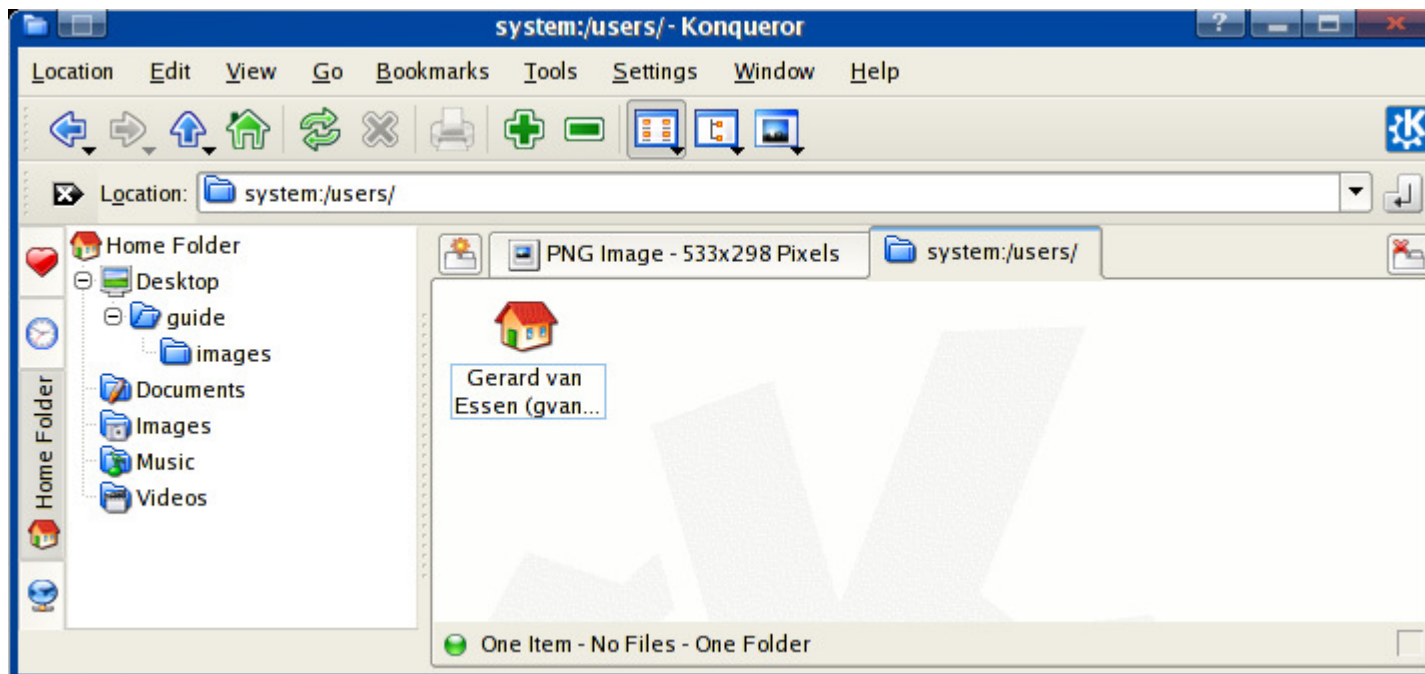 system:/users/ - Konqueror
?
Location Edit View Go Bookmarks Tools Settings Window Help
K
Location: system:/users/
Home Folder
Desktop
guide
images
Documents
Images
Music
Videos
Home Folder
PNG Image - 533x298 Pixels
system:/users/
Gerard van
Essen (gvan...
One Item - No Files - One Folder